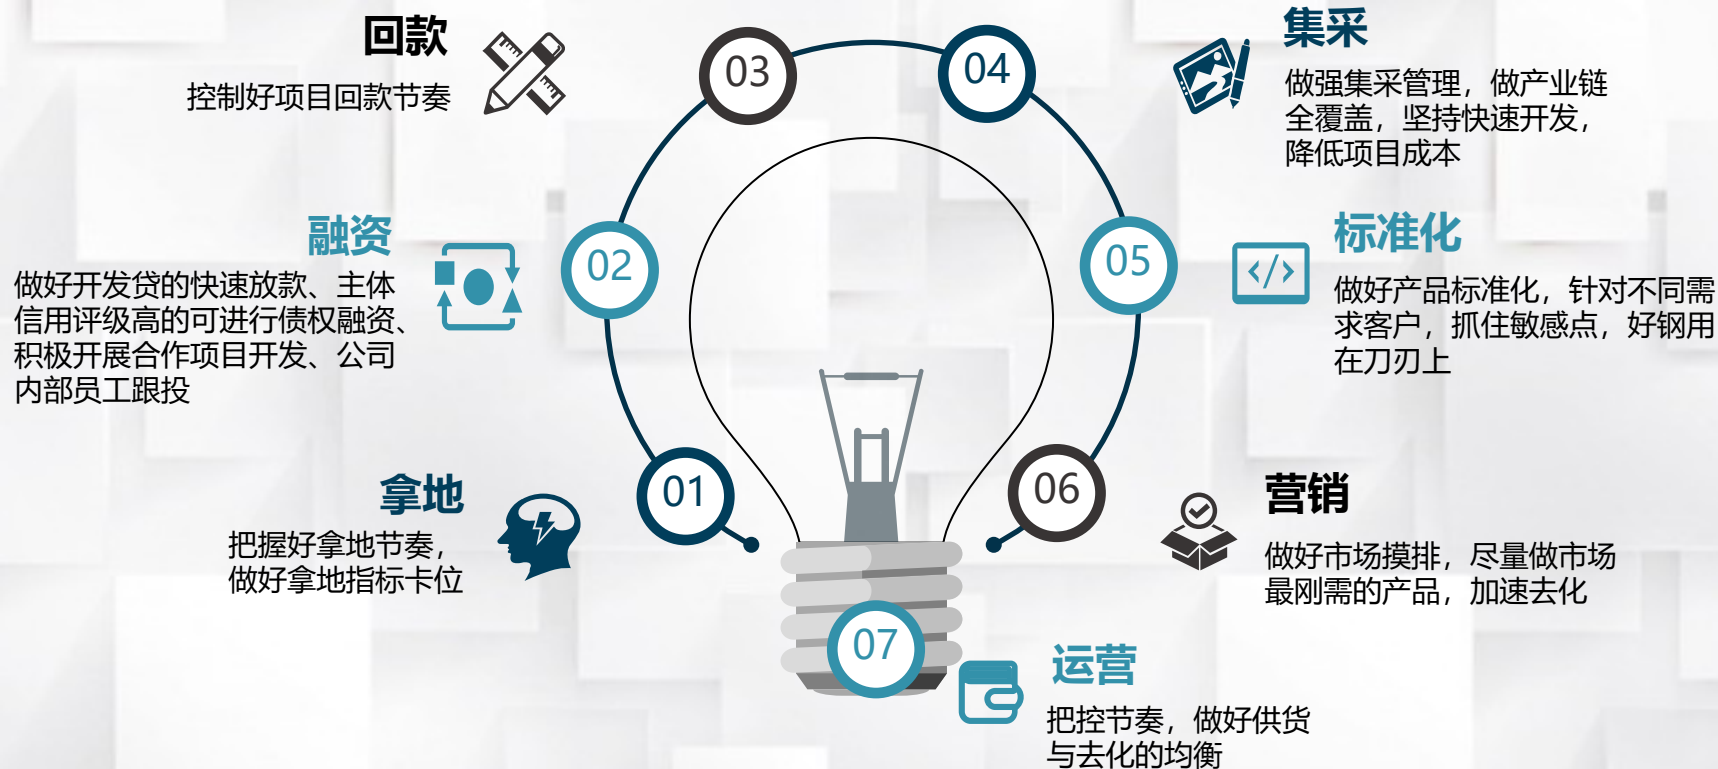 回款
控制好项目回款节奏
03
04
集采
做强集采管理，做产业链
全覆盖，坚持快速开发，
降低项目成本
融资
做好开发贷的快速放款、主体
信用评级高的可进行债权融资、
积极开展合作项目开发、公司
内部员工跟投
02
05
标准化
做好产品标准化，针对不同需
求客户，抓住敏感点，好钢用
在刀刃上
拿地
把握好拿地节奏，
做好拿地指标卡位
01
06
营销
做好市场摸排，尽量做市场
最刚需的产品，加速去化
07
运营
把控节奏，做好供货
与去化的均衡